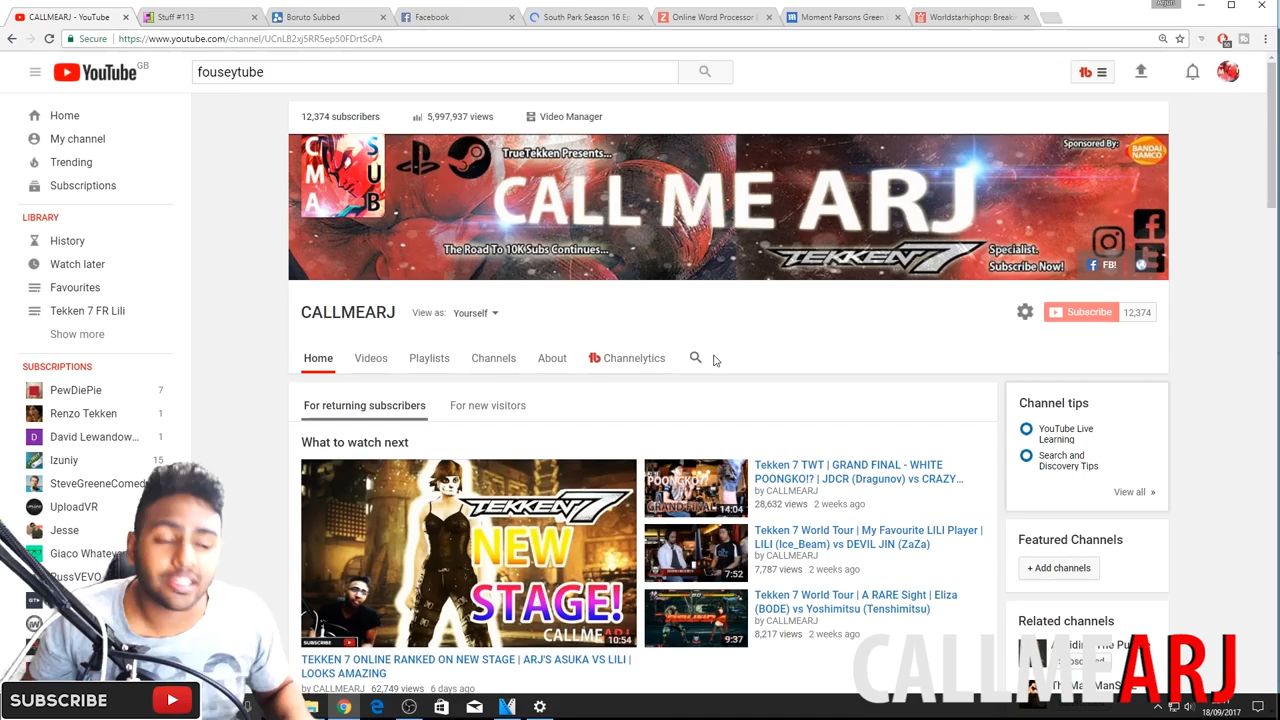 CALLMEARJ - YouTube
Stuff #113
Boruto Subbed
Facebook
South Park Season 16 Ep
Online Word Processor
Moment Parsons Green
Worldstarhiphop: Breaki
Secure
https://www.youtube.com/channel/UCnLB2xj5RR5ep50FDrtScPA
YouTube GB
fouseytube
Home
My channel
Trending
Subscriptions
LIBRARY
History
Watch later
Favourites
Tekken 7 FR Lili
Show more
SUBSCRIPTIONS
PewDiePie 7
Renzo Tekken 1
David Lewandow... 1
Izuniy 15
SteveGreeneComed
UploadVR
Jesse
Giaco Whateve
RussVEVO
12,374 subscribers
5,997,937 views
Video Manager
TrueTekken Presents...
Sponsored By:
BANDAI NAMCO
CALL ME ARJ
The Road To 10K Subs Continues...
TEKKEN 7
Specialist.
Subscribe Now!
FB!
CALLMEARJ
View as: Yourself
Subscribe 12,374
Home
Videos
Playlists
Channels
About
Channelytics
For returning subscribers
For new visitors
What to watch next
TEKKEN 7
NEW
STAGE!
10:54
TEKKEN 7 ONLINE RANKED ON NEW STAGE | ARJ'S ASUKA VS LILI |
LOOKS AMAZING
by CALLMEARJ 62,749 views 6 days ago
POONGKO!?
GRAND FINAL
14:04
Tekken 7 TWT | GRAND FINAL - WHITE
POONGKO!? | JDCR (Dragunov) vs CRAZY...
by CALLMEARJ
28,632 views 2 weeks ago
7:52
Tekken 7 World Tour | My Favourite LILI Player |
LILI (Ice_Beam) vs DEVIL JIN (ZaZa)
by CALLMEARJ
7,787 views 2 weeks ago
9:37
Tekken 7 World Tour | A RARE Sight | Eliza
(BODE) vs Yoshimitsu (Tenshimitsu)
by CALLMEARJ
8,217 views 2 weeks ago
Channel tips
YouTube Live
Learning
Search and
Discovery Tips
View all »
Featured Channels
+ Add channels
Related channels
CALLMEARJ
SUBSCRIBE
18/09/2017